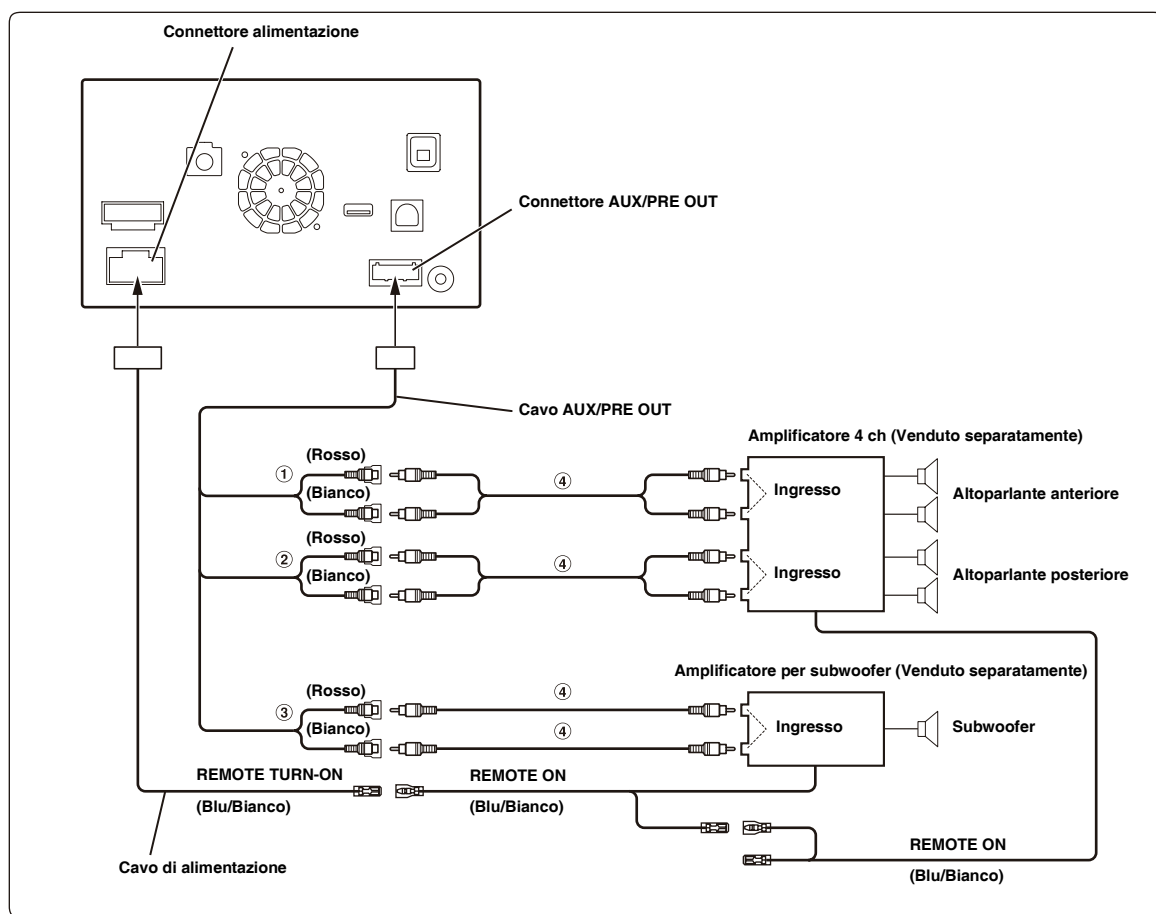 Connettore alimentazione
Connettore AUX/PRE OUT
Cavo AUX/PRE OUT
Amplificatore 4 ch (Venduto separatamente)
① (Rosso)
(Bianco)
④
Ingresso
Altoparlante anteriore
② (Rosso)
(Bianco)
④
Ingresso
Altoparlante posteriore
Amplificatore per subwoofer (Venduto separatamente)
③ (Rosso)
(Bianco)
④
④
Ingresso
Subwoofer
REMOTE TURN-ON
(Blu/Bianco)
REMOTE ON
(Blu/Bianco)
REMOTE ON
(Blu/Bianco)
Cavo di alimentazione